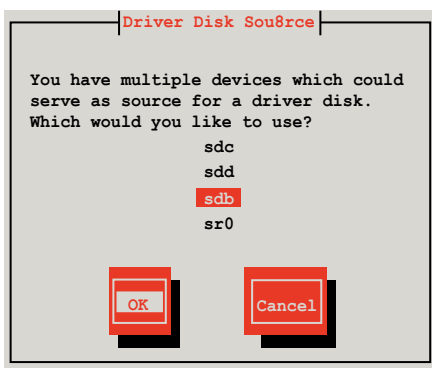 Driver Disk Sou8rce
You have multiple devices which could
serve as source for a driver disk.
Which would you like to use?
sdc
sdd
sdb
sr0
OK Cancel